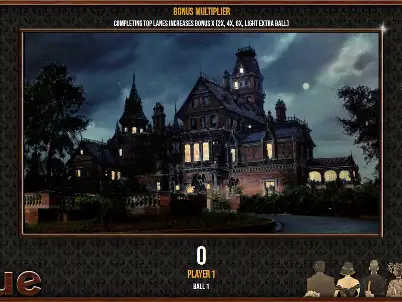 BONUS MULTIPLIER
COMPLETING TOP LANES INCREASES BONUS X [2X, 4X, 6X, LIGHT EXTRA BALL]
0
PLAYER 1
BALL 1
ue